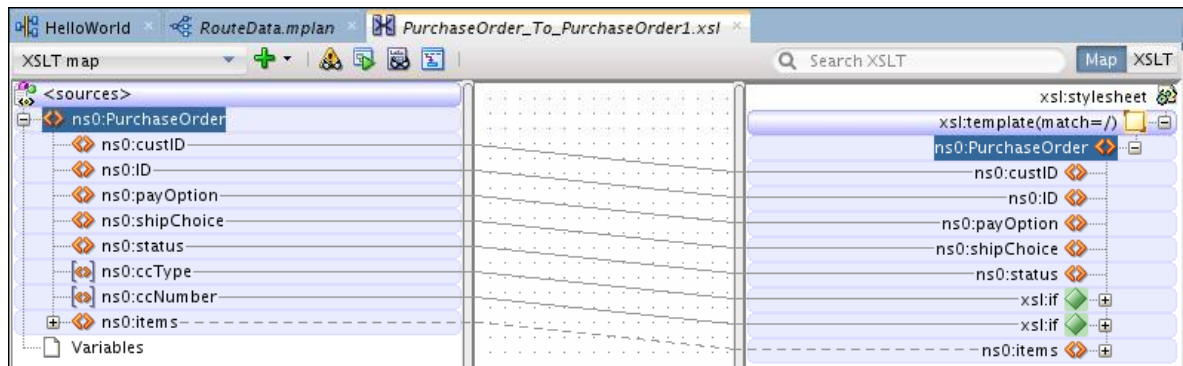 HelloWorld RouteData.mplan PurchaseOrder_To_PurchaseOrder1.xsl
XSLT map Search XSLT Map XSLT
<sources> xsl:stylesheet
ns0:PurchaseOrder xsl:template(match=/)
ns0:PurchaseOrder
ns0:custID ns0:custID
ns0:ID ns0:ID
ns0:payOption ns0:payOption
ns0:shipChoice ns0:shipChoice
ns0:status ns0:status
ns0:ccType xsl:if
ns0:ccNumber xsl:if
ns0:items ns0:items
Variables